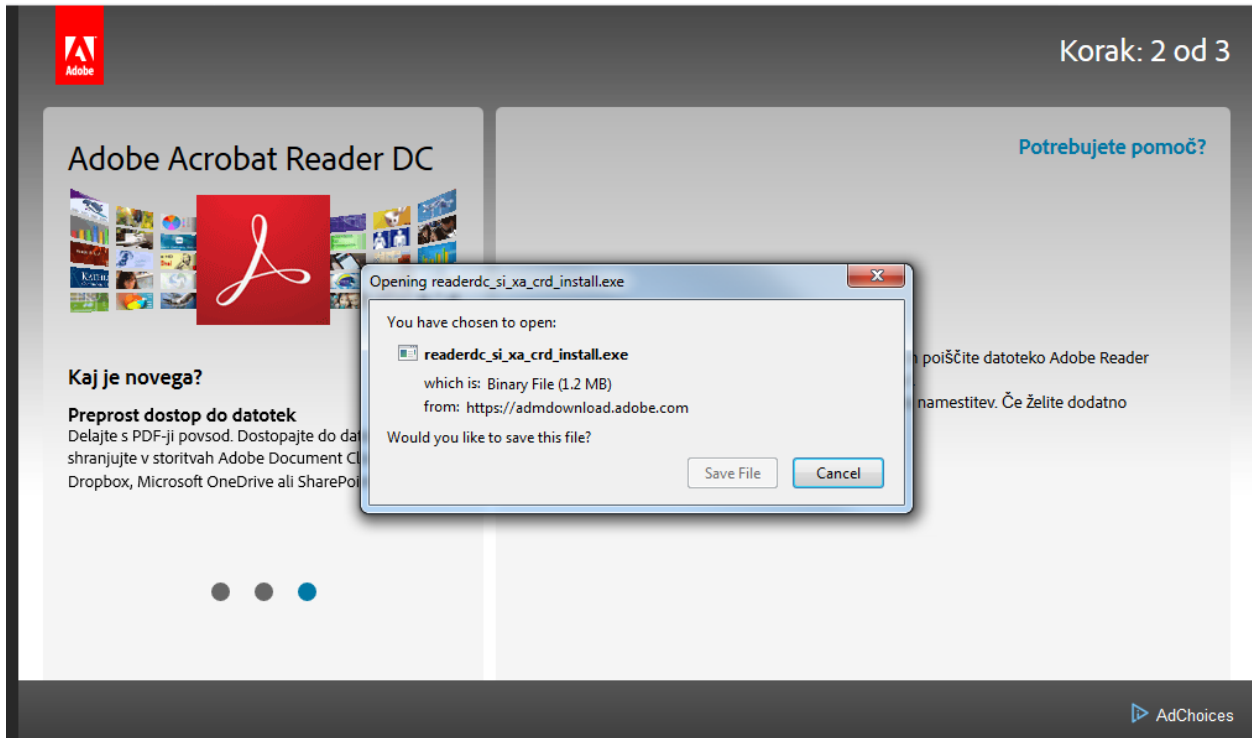 Adobe
Korak: 2 od 3
Adobe Acrobat Reader DC
Kaj je novega?
Preprost dostop do datotek
Delajte s PDF-ji povsod. Dostopajte do
shranjujte v storitvah Adobe Document
Dropbox, Microsoft OneDrive ali
Potrebujete pomoč?
poiščite datoteko Adobe Reader
namestitev. Če želite dodatno
Opening readerdc_si_xa_crd_install.exe
You have chosen to open:
readerdc_si_xa_crd_install.exe
which is: Binary File (1.2 MB)
from: https://admdownload.adobe.com
Would you like to save this file?
Save File
Cancel
AdChoices